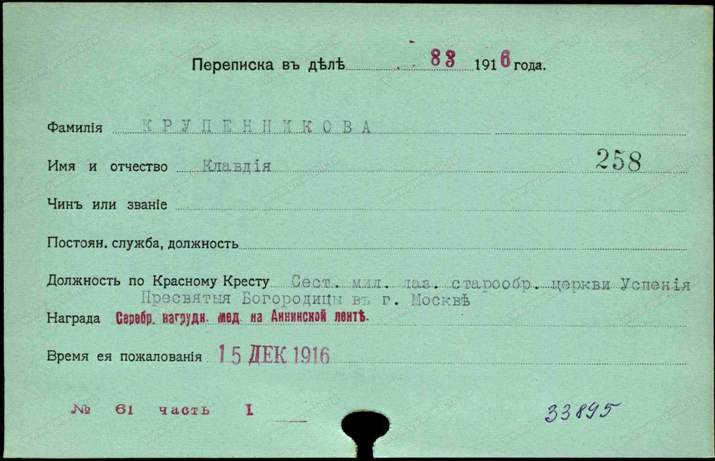 Переписка въ дѣлѣ 83 1916 года.
Фамилія КРУПЕННИКОВА
Имя и отчество Клавдія 258
Чинъ или званіе
Постоян. служба, должность
Должность по Красному Кресту Сест. мил. лаз. старообр. церкви Успенія
Пресвятыя Богородицы въ г. Москвѣ
Награда Серебр. нагрудн. мед. на Аннинской лентѣ.
Время ея пожалованія 15 ДЕК. 1916
№ 61 часть I 33895